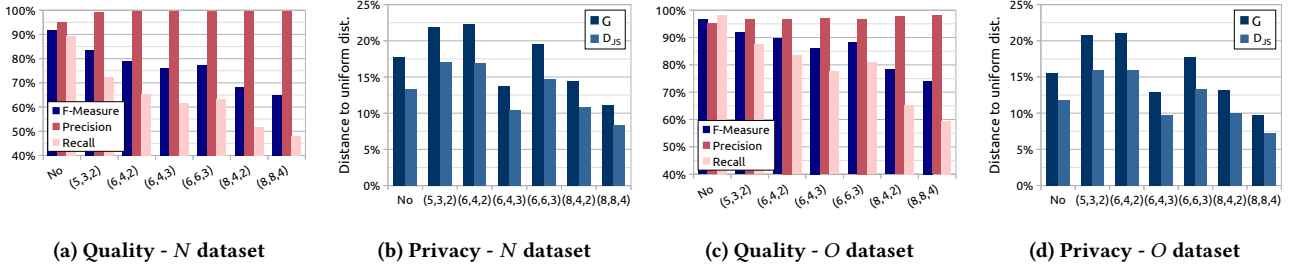 100%
90%
80%
70%
60%
50%
40%
F-Measure
Precision
Recall
No
(5,3,2)
(6,4,2)
(6,4,3)
(6,6,3)
(8,4,2)
(8,8,4)
(a) Quality - N dataset
Distance to uniform dist.
25%
20%
15%
10%
5%
0%
G
DJS
No
(5,3,2)
(6,4,2)
(6,4,3)
(6,6,3)
(8,4,2)
(8,8,4)
(b) Privacy - N dataset
100%
90%
80%
70%
60%
50%
40%
F-Measure
Precision
Recall
No
(5,3,2)
(6,4,2)
(6,4,3)
(6,6,3)
(8,4,2)
(8,8,4)
(c) Quality - O dataset
Distance to uniform dist.
25%
20%
15%
10%
5%
0%
G
DJS
No
(5,3,2)
(6,4,2)
(6,4,3)
(6,6,3)
(8,4,2)
(8,8,4)
(d) Privacy - O dataset